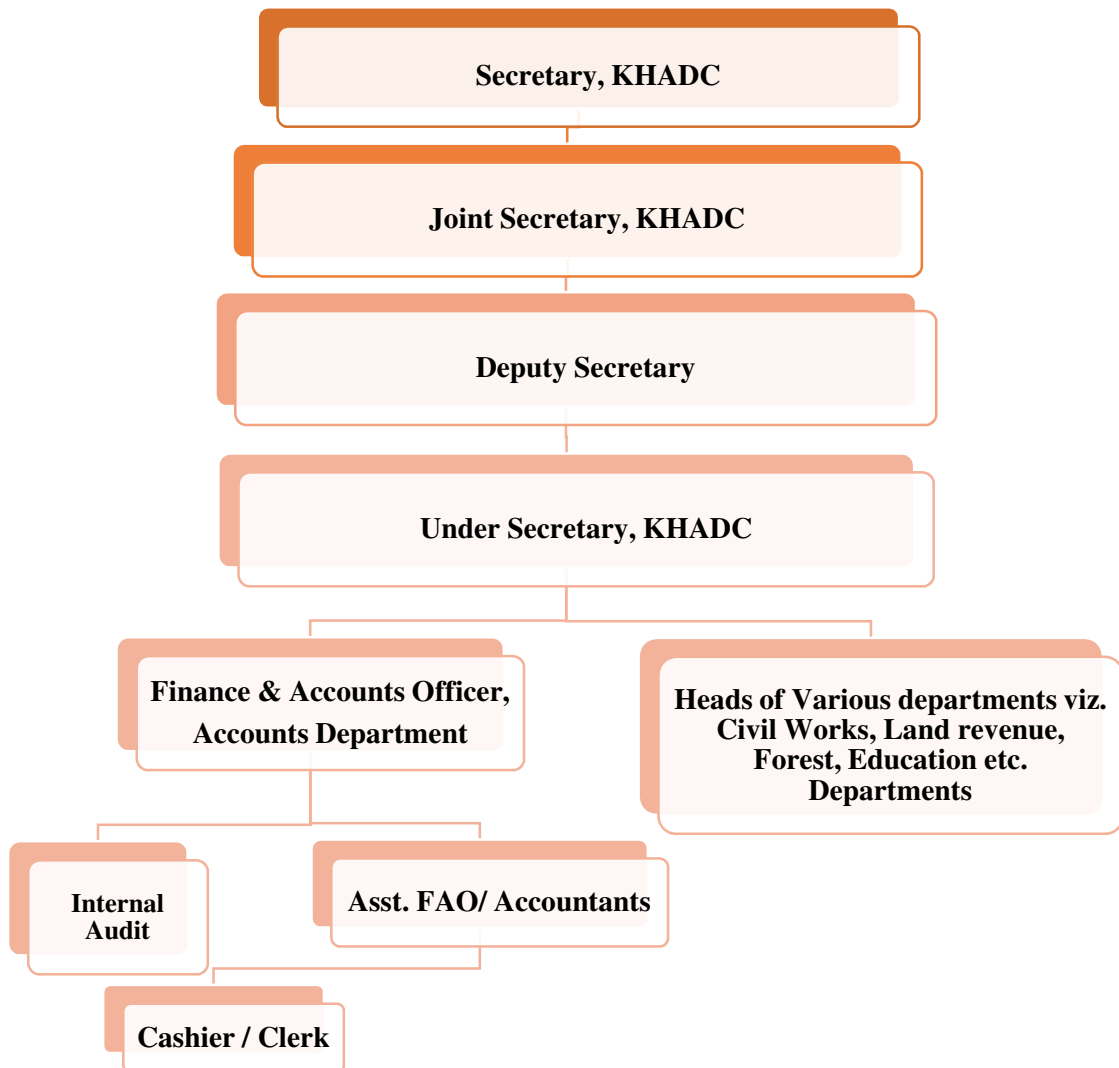 Secretary, KHADC
Joint Secretary, KHADC
Deputy Secretary
Under Secretary, KHADC
Finance & Accounts Officer,
Accounts Department
Heads of Various departments viz.
Civil Works, Land revenue,
Forest, Education etc.
Departments
Internal
Audit
Asst. FAO/ Accountants
Cashier / Clerk